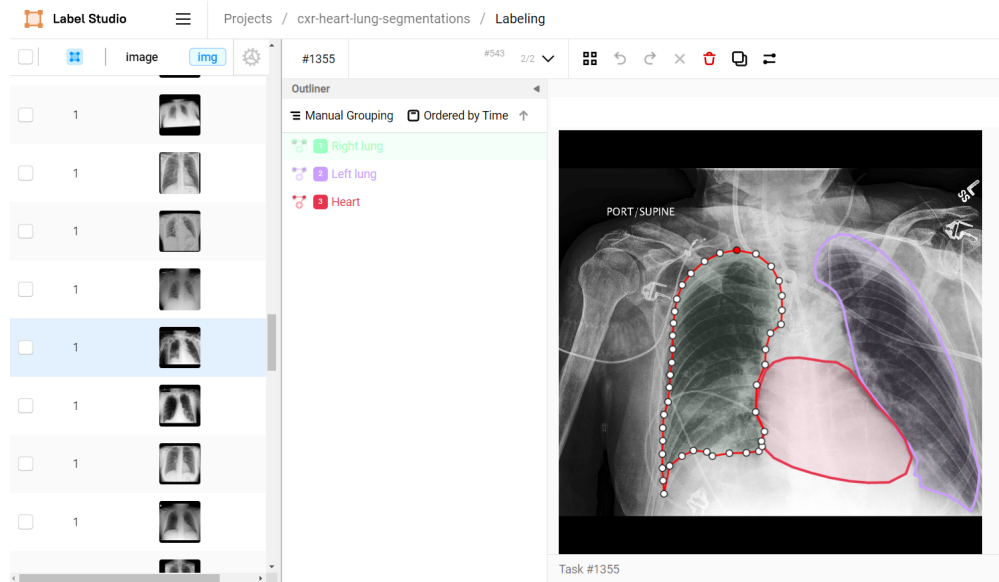 Label Studio
Projects / cxr-heart-lung-segmentations / Labeling
image
img
#1355
#543
2/2
Outliner
Manual Grouping
Ordered by Time
1 Right lung
2 Left lung
3 Heart
1
1
1
1
1
1
1
1
PORT/SUPINE
SS
Task #1355